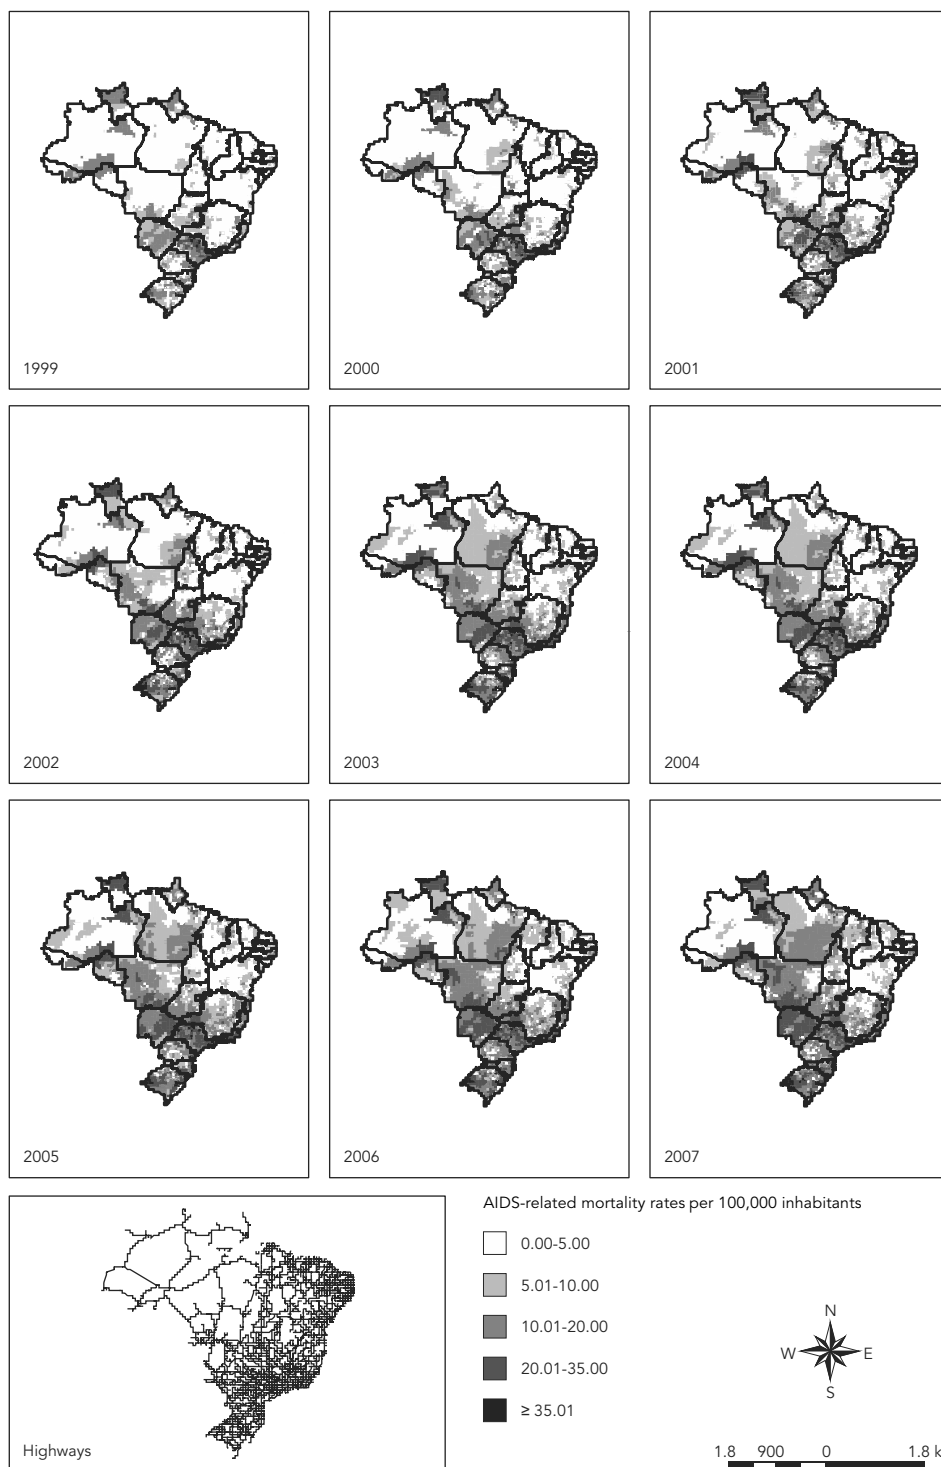 1999
2000
2001
2002
2003
2004
2005
2006
2007
Highways
AIDS-related mortality rates per 100,000 inhabitants
0.00-5.00
5.01-10.00
10.01-20.00
20.01-35.00
≥ 35.01
N
W E
S
1.8 900 0 1.8 k